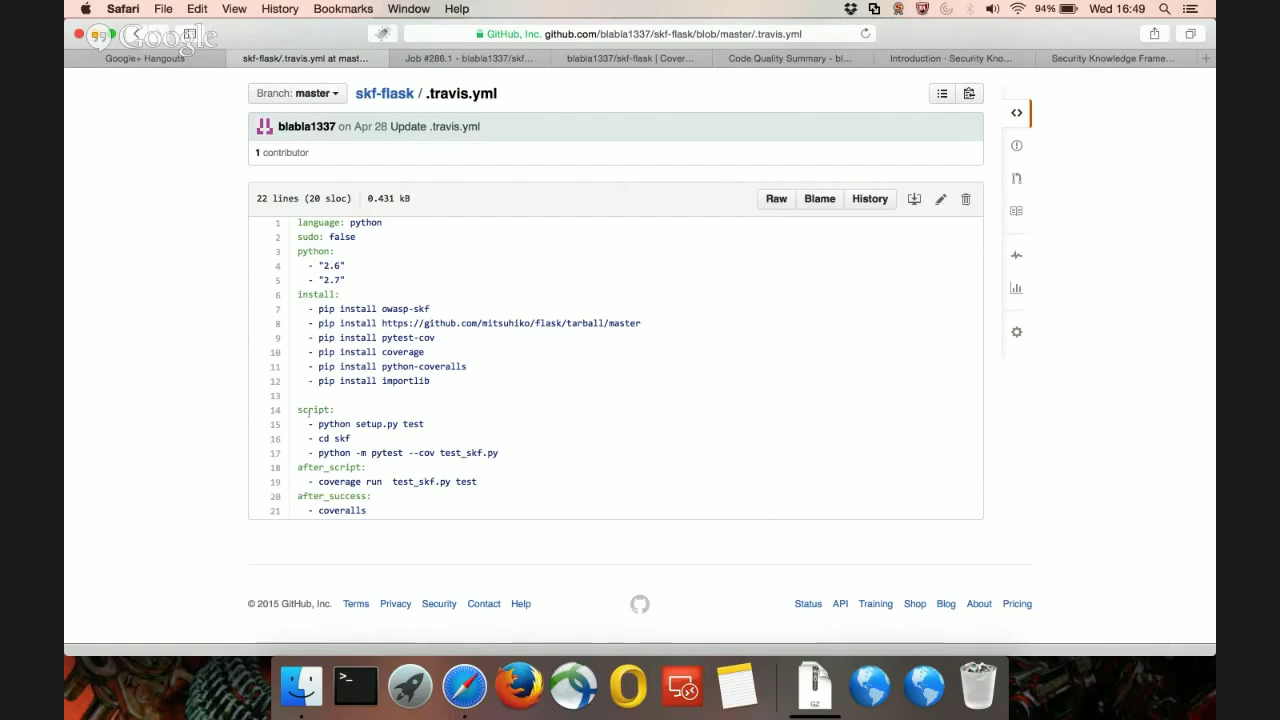 Safari File Edit View History Bookmarks Window Help 94% Wed 16:49
Google
GitHub, Inc. github.com/blabla1337/skf-flask/blob/master/.travis.yml
Google+ Hangouts
skf-flask/.travis.yml at mast...
Job #286.1 - blabla1337/skf...
blabla1337/skf-flask | Cover...
Code Quality Summary - bl...
Introduction · Security Kno...
Security Knowledge Frame...
Branch: master
skf-flask / .travis.yml
blabla1337 on Apr 28 Update .travis.yml
1 contributor
22 lines (20 sloc) 0.431 kB
Raw Blame History
1 language: python
2 sudo: false
3 python:
4 - "2.6"
5 - "2.7"
6 install:
7 - pip install owasp-skf
8 - pip install https://github.com/mitsuhiko/flask/tarball/master
9 - pip install pytest-cov
10 - pip install coverage
11 - pip install python-coveralls
12 - pip install importlib
13
14 script:
15 - python setup.py test
16 - cd skf
17 - python -m pytest --cov test_skf.py
18 after_script:
19 - coverage run  test_skf.py test
20 after_success:
21 - coveralls
© 2015 GitHub, Inc. Terms Privacy Security Contact Help
Status API Training Shop Blog About Pricing
>_
GZ